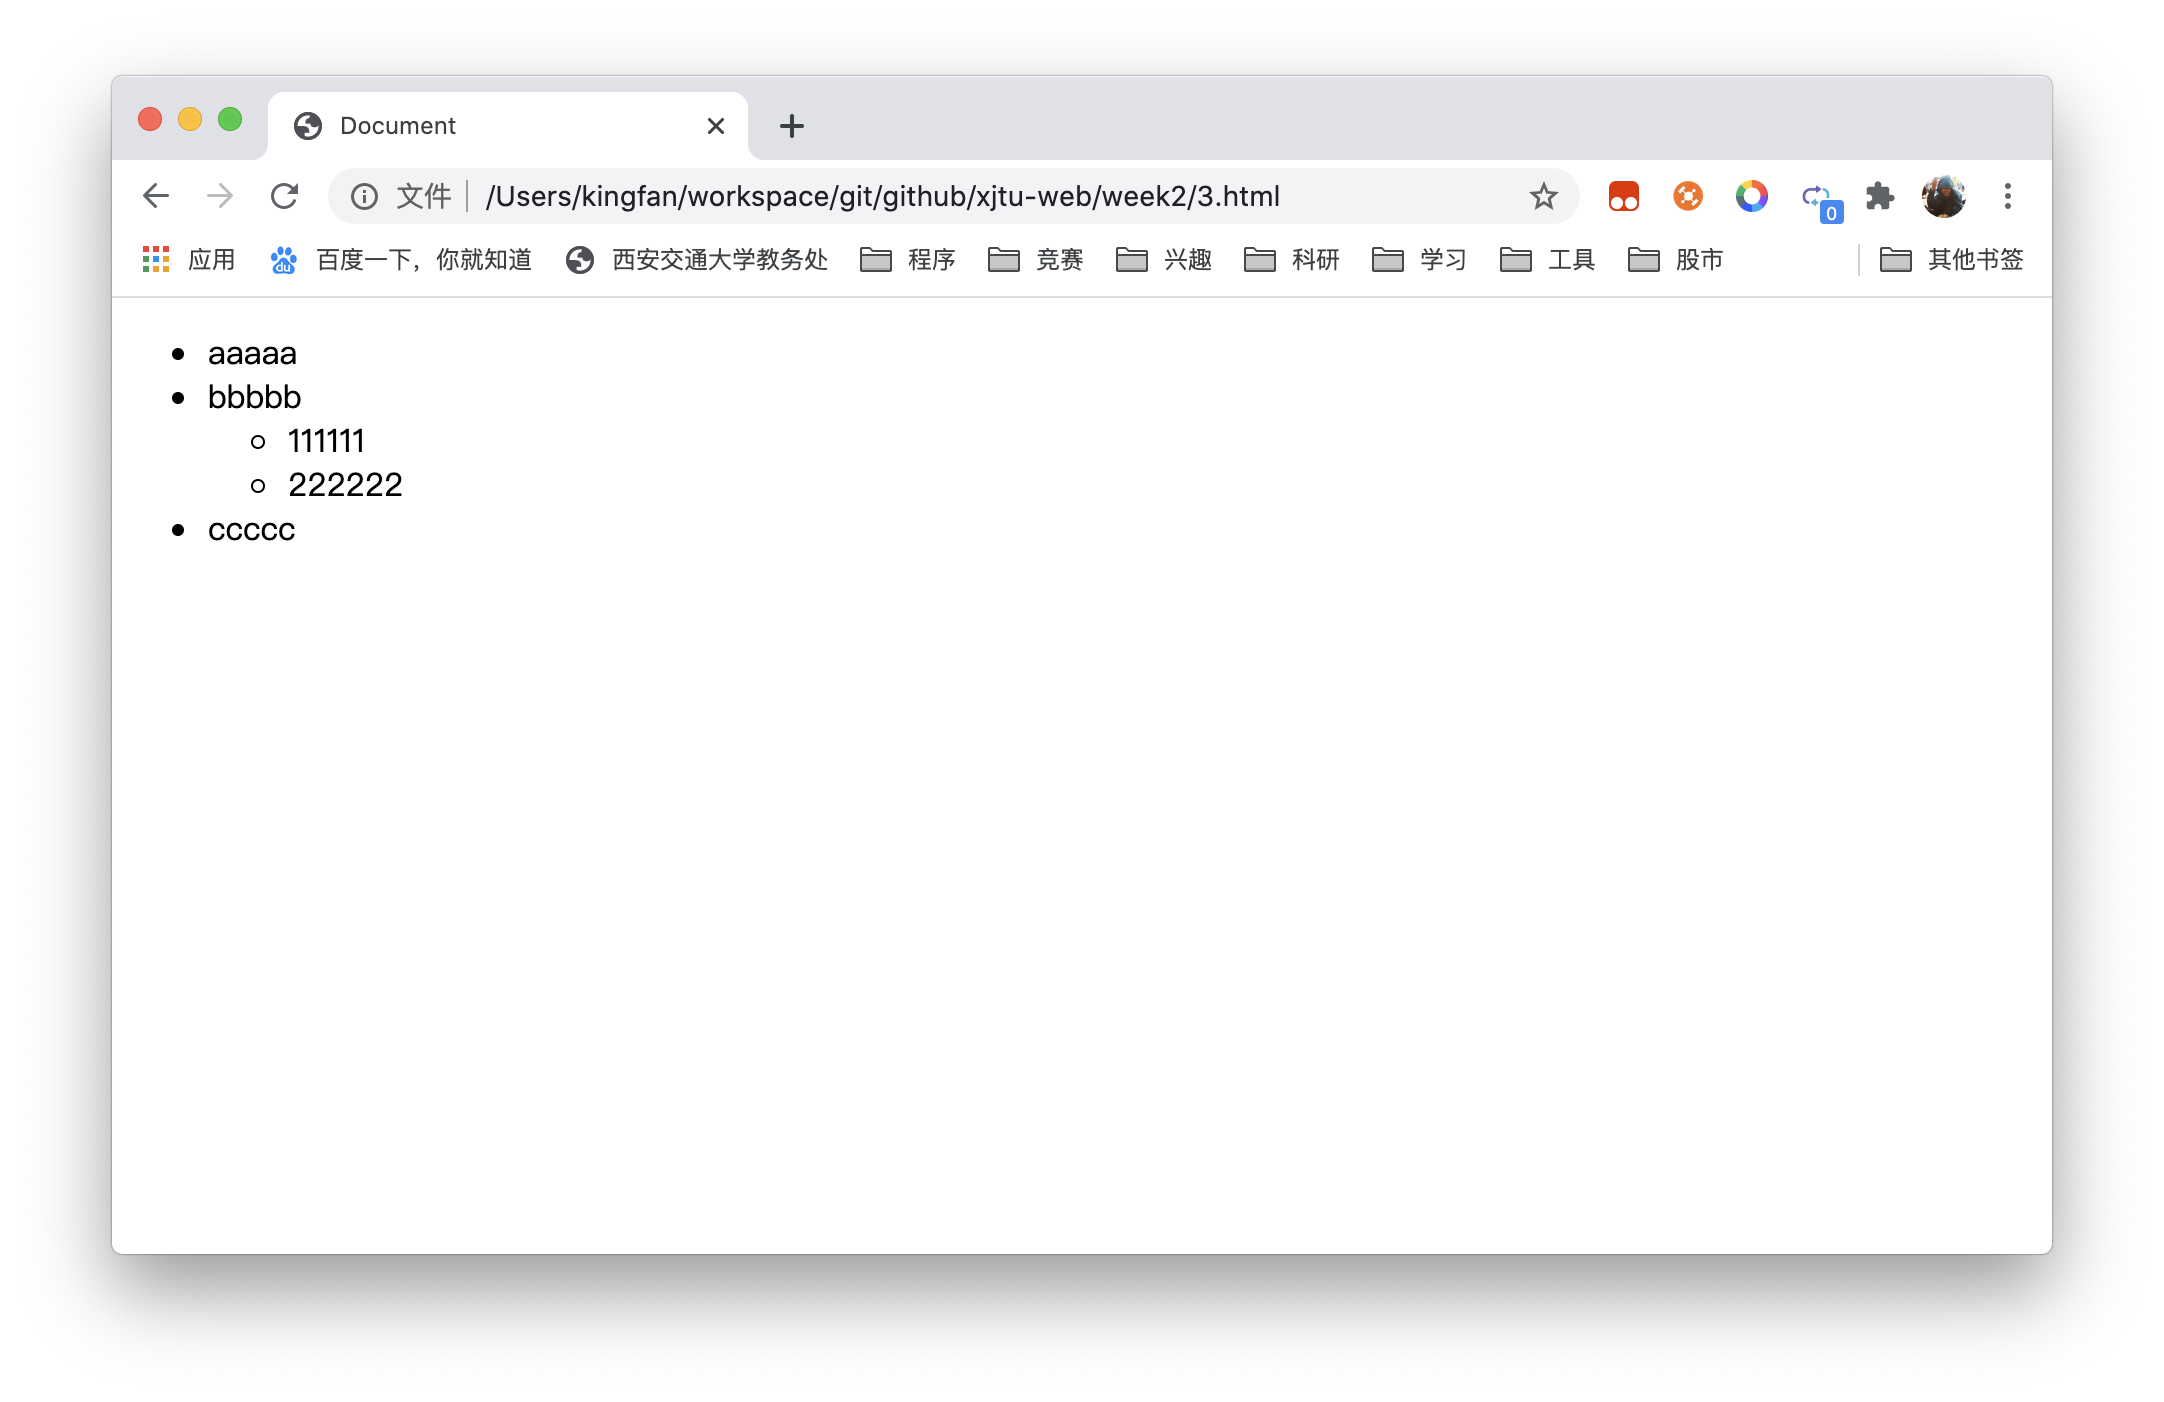 Document
文件 /Users/kingfan/workspace/git/github/xjtu-web/week2/3.html
0
应用 百度一下，你就知道 西安交通大学教务处 程序 竞赛 兴趣 科研 学习 工具 股市 其他书签
aaaaa
bbbbb
111111
222222
ccccc